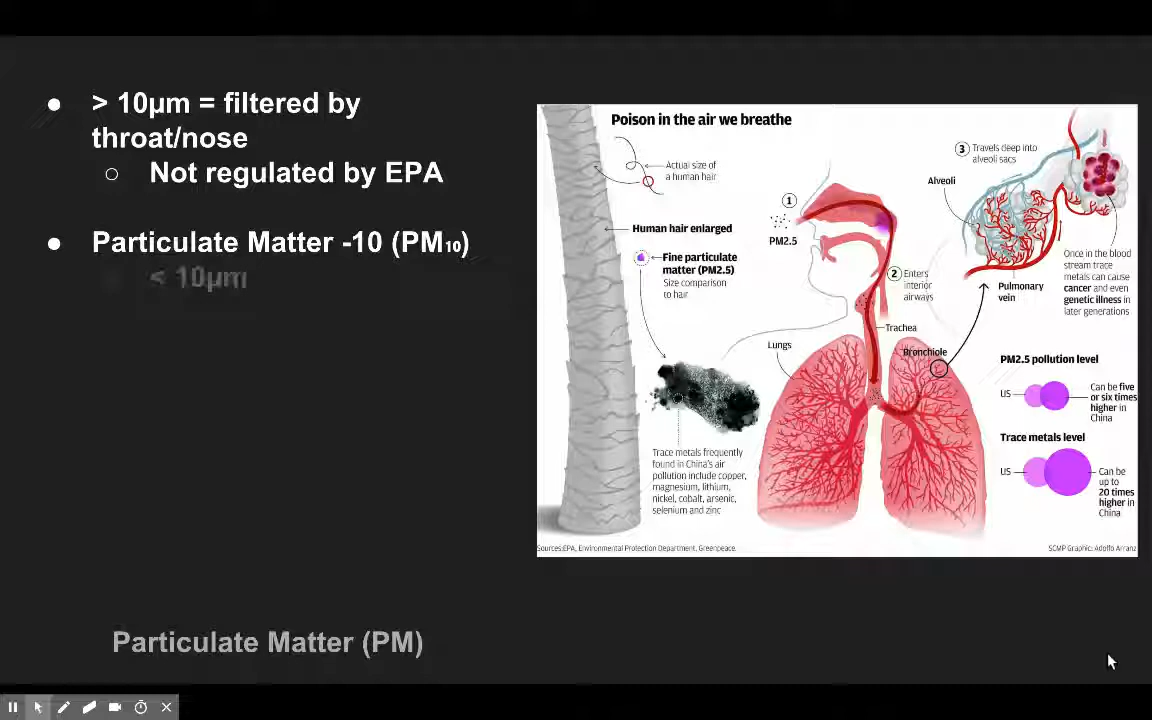 ● > 10μm = filtered by
throat/nose
○ Not regulated by EPA
● Particulate Matter -10 (PM₁₀)
< 10μm
Poison in the air we breathe
Actual size of
a human hair
Human hair enlarged
Fine particulate
matter (PM2.5)
Size comparison
to hair
Trace metals frequently
found in China's air
pollution include copper,
magnesium, lithium,
nickel, cobalt, arsenic,
selenium and zinc
1
PM2.5
2 Enters
interior
airways
Trachea
Lungs
Bronchiole
3 Travels deep into
alveoli sacs
Alveoli
Pulmonary
vein
Once in the blood
stream trace
metals can cause
cancer and even
genetic illness in
later generations
PM2.5 pollution level
US
Can be five
or six times
higher in
China
Trace metals level
US
Can be
up to
20 times
higher in
China
Sources:EPA, Environmental Protection Department, Greenpeace.
SCMP Graphic: Adolfo Arranz
Particulate Matter (PM)